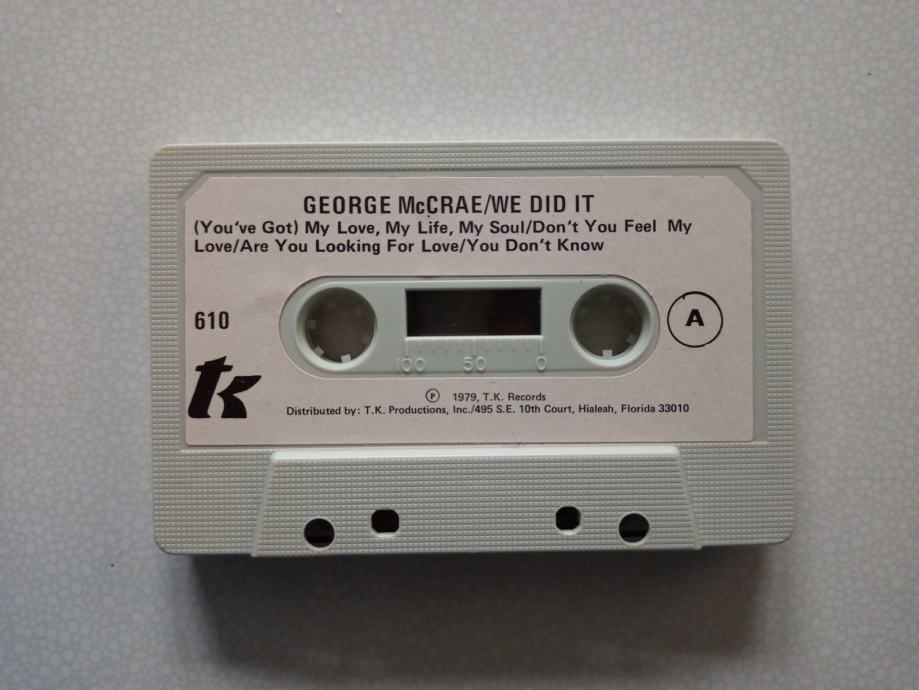 GEORGE McCRAE/WE DID IT
(You've Got) My Love, My Life, My Soul/Don't You Feel My
Love/Are You Looking For Love/You Don't Know
610
A
tk
100 50 0
Ⓟ 1979, T.K. Records
Distributed by: T.K. Productions, Inc./495 S.E. 10th Court, Hialeah, Florida 33010